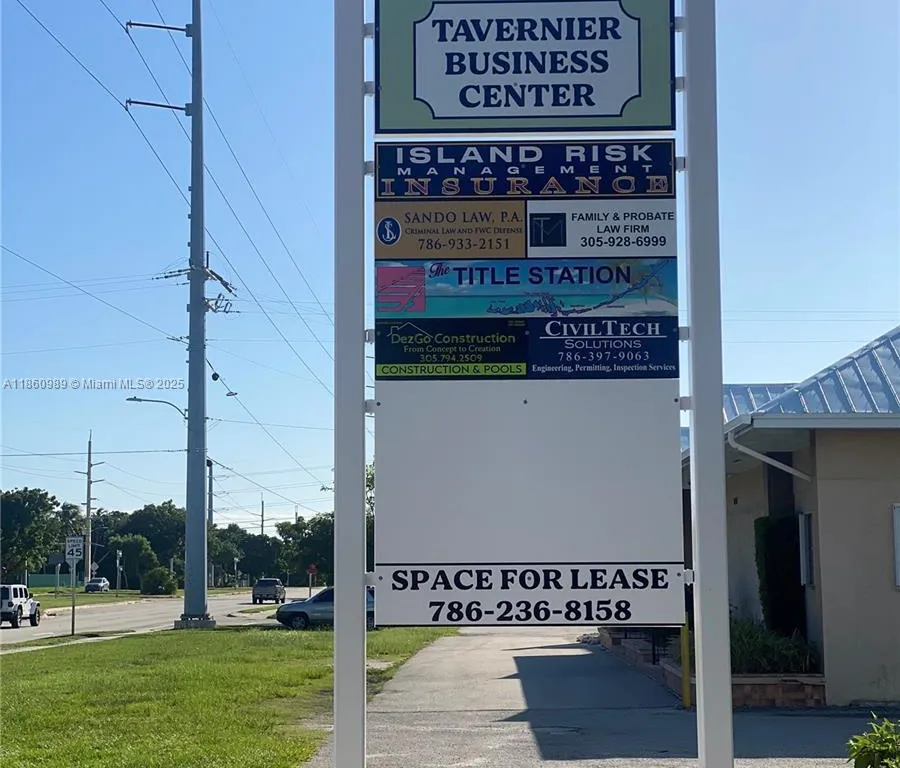 TAVERNIER
BUSINESS
CENTER
ISLAND RISK
MANAGEMENT
INSURANCE
SANDO LAW, P.A.
CRIMINAL LAW AND FWC DEFENSE
786-933-2151
FAMILY & PROBATE
LAW FIRM
305-928-6999
The TITLE STATION
DezGo Construction
From Concept to Creation
305.794.2509
CONSTRUCTION & POOLS
CIVILTECH
SOLUTIONS
786-397-9063
Engineering, Permitting, Inspection Services
SPACE FOR LEASE
786-236-8158
SPEED
LIMIT
45
A11860989 © Miami MLS® 2025